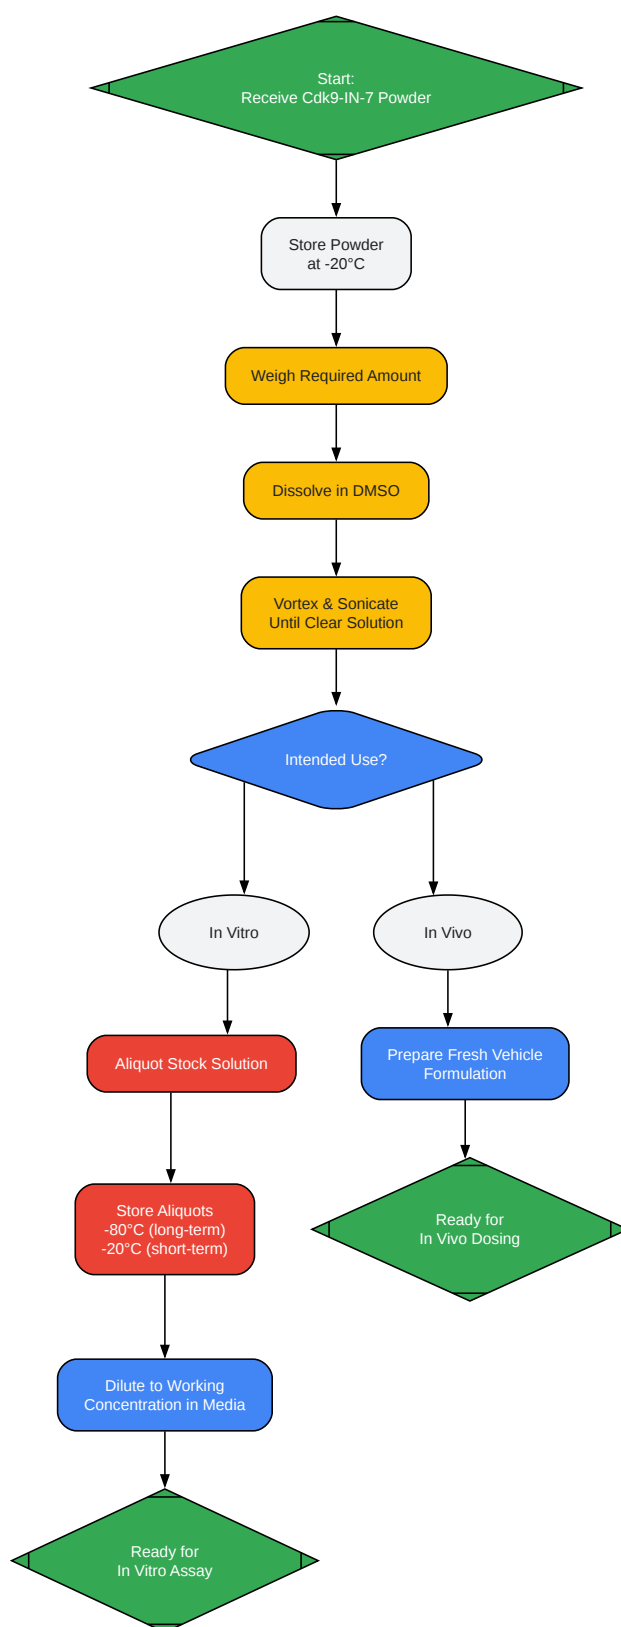 Start:
Receive Cdk9-IN-7 Powder
Store Powder
at -20°C
Weigh Required Amount
Dissolve in DMSO
Vortex & Sonicate
Until Clear Solution
Intended Use?
In Vitro
In Vivo
Aliquot Stock Solution
Prepare Fresh Vehicle
Formulation
Store Aliquots
-80°C (long-term)
-20°C (short-term)
Ready for
In Vivo Dosing
Dilute to Working
Concentration in Media
Ready for
In Vitro Assay